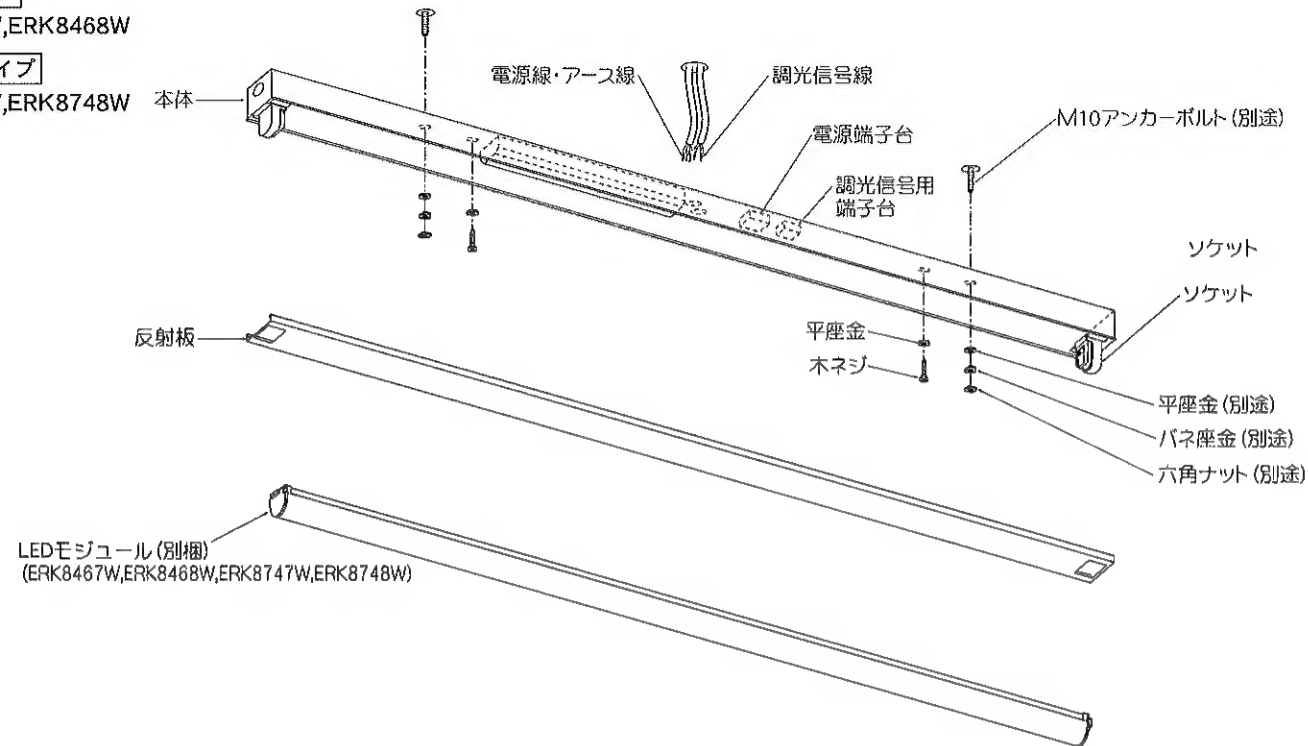 ,ERK8468W
イプ
,ERK8748W
本体
電源線・アース線
調光信号線
M10アンカーボルト(別途)
電源端子台
調光信号用
端子台
ソケット
ソケット
反射板
平座金
木ネジ
平座金(別途)
バネ座金(別途)
六角ナット(別途)
LEDモジュール(別梱)
(ERK8467W,ERK8468W,ERK8747W,ERK8748W)